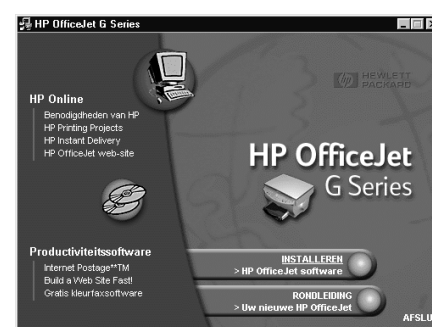 HP OfficeJet G Series
HEWLETT
PACKARD
HP Online
Benodigdheden van HP
HP Printing Projects
HP Instant Delivery
HP OfficeJet web-site
HP OfficeJet
G Series
Productiviteitssoftware
Internet Postage**TM
Build a Web Site Fast!
Gratis kleurfaxsoftware
INSTALLEREN
> HP OfficeJet software
RONDLEIDING
> Uw nieuwe HP OfficeJet
AFSLU